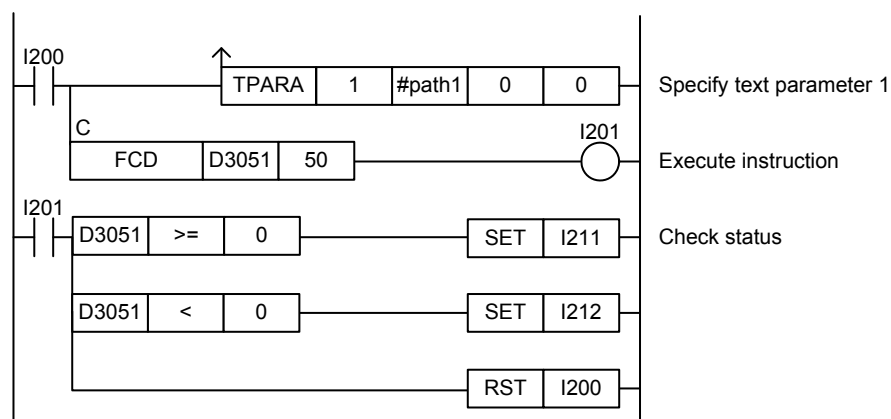 I200
TPARA 1 #path1 0 0 Specify text parameter 1
C I201
FCD D3051 50 Execute instruction
I201
D3051 >= 0 SET I211 Check status
D3051 < 0 SET I212
RST I200